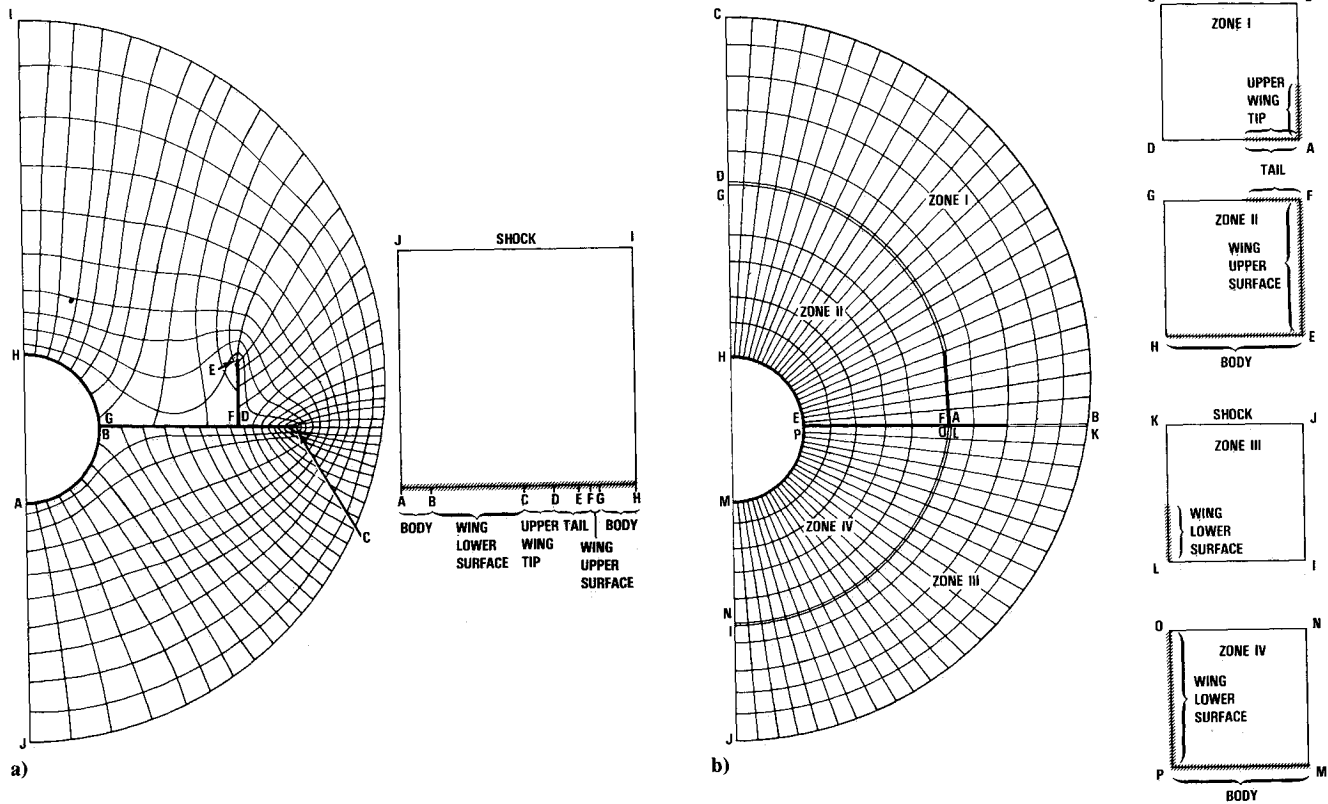 I
H
E
G
F
D
B
A
C
J
a)
J
SHOCK
I
A
B
C
D
E
F
G
H
BODY
WING
LOWER
SURFACE
UPPER
WING
TIP
TAIL
WING
UPPER
SURFACE
BODY
C
D
G
ZONE I
ZONE II
H
E
F
A
B
P
O
L
K
M
ZONE IV
ZONE III
N
I
J
b)
ZONE I
UPPER
WING
TIP
D
A
TAIL
G
F
ZONE II
WING
UPPER
SURFACE
H
E
BODY
K
SHOCK
J
ZONE III
WING
LOWER
SURFACE
L
I
O
N
ZONE IV
WING
LOWER
SURFACE
P
M
BODY